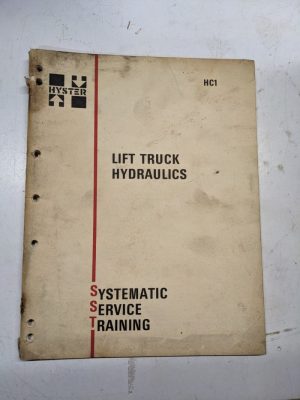 HYSTER
HC1
LIFT TRUCK
HYDRAULICS
SYSTEMATIC
SERVICE
TRAINING